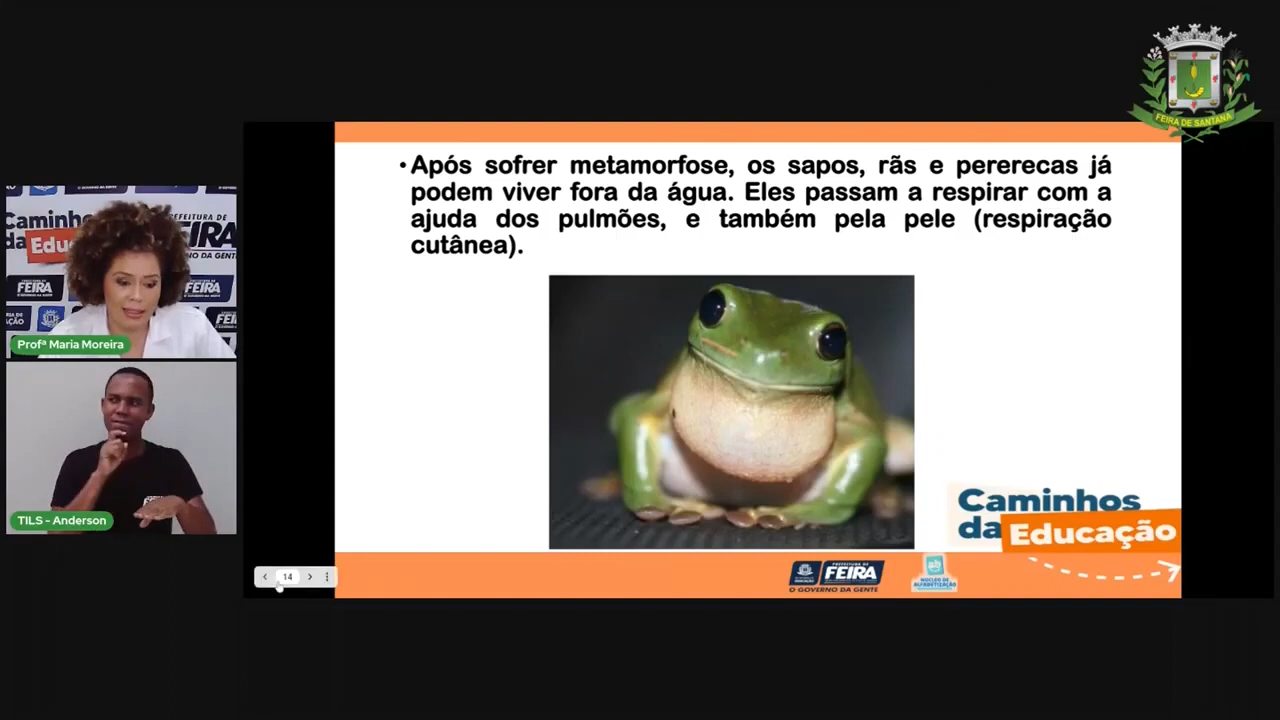 FEIRA DE SANTANA
• Após sofrer metamorfose, os sapos, rãs e pererecas já
podem viver fora da água. Eles passam a respirar com a
ajuda dos pulmões, e também pela pele (respiração
cutânea).
Caminhos
da Educação
PREFEITURA DE
FEIRA
O GOVERNO DA GENTE
NÚCLEO DE
ALFABETIZAÇÃO
14
Profª Maria Moreira
TILS - Anderson